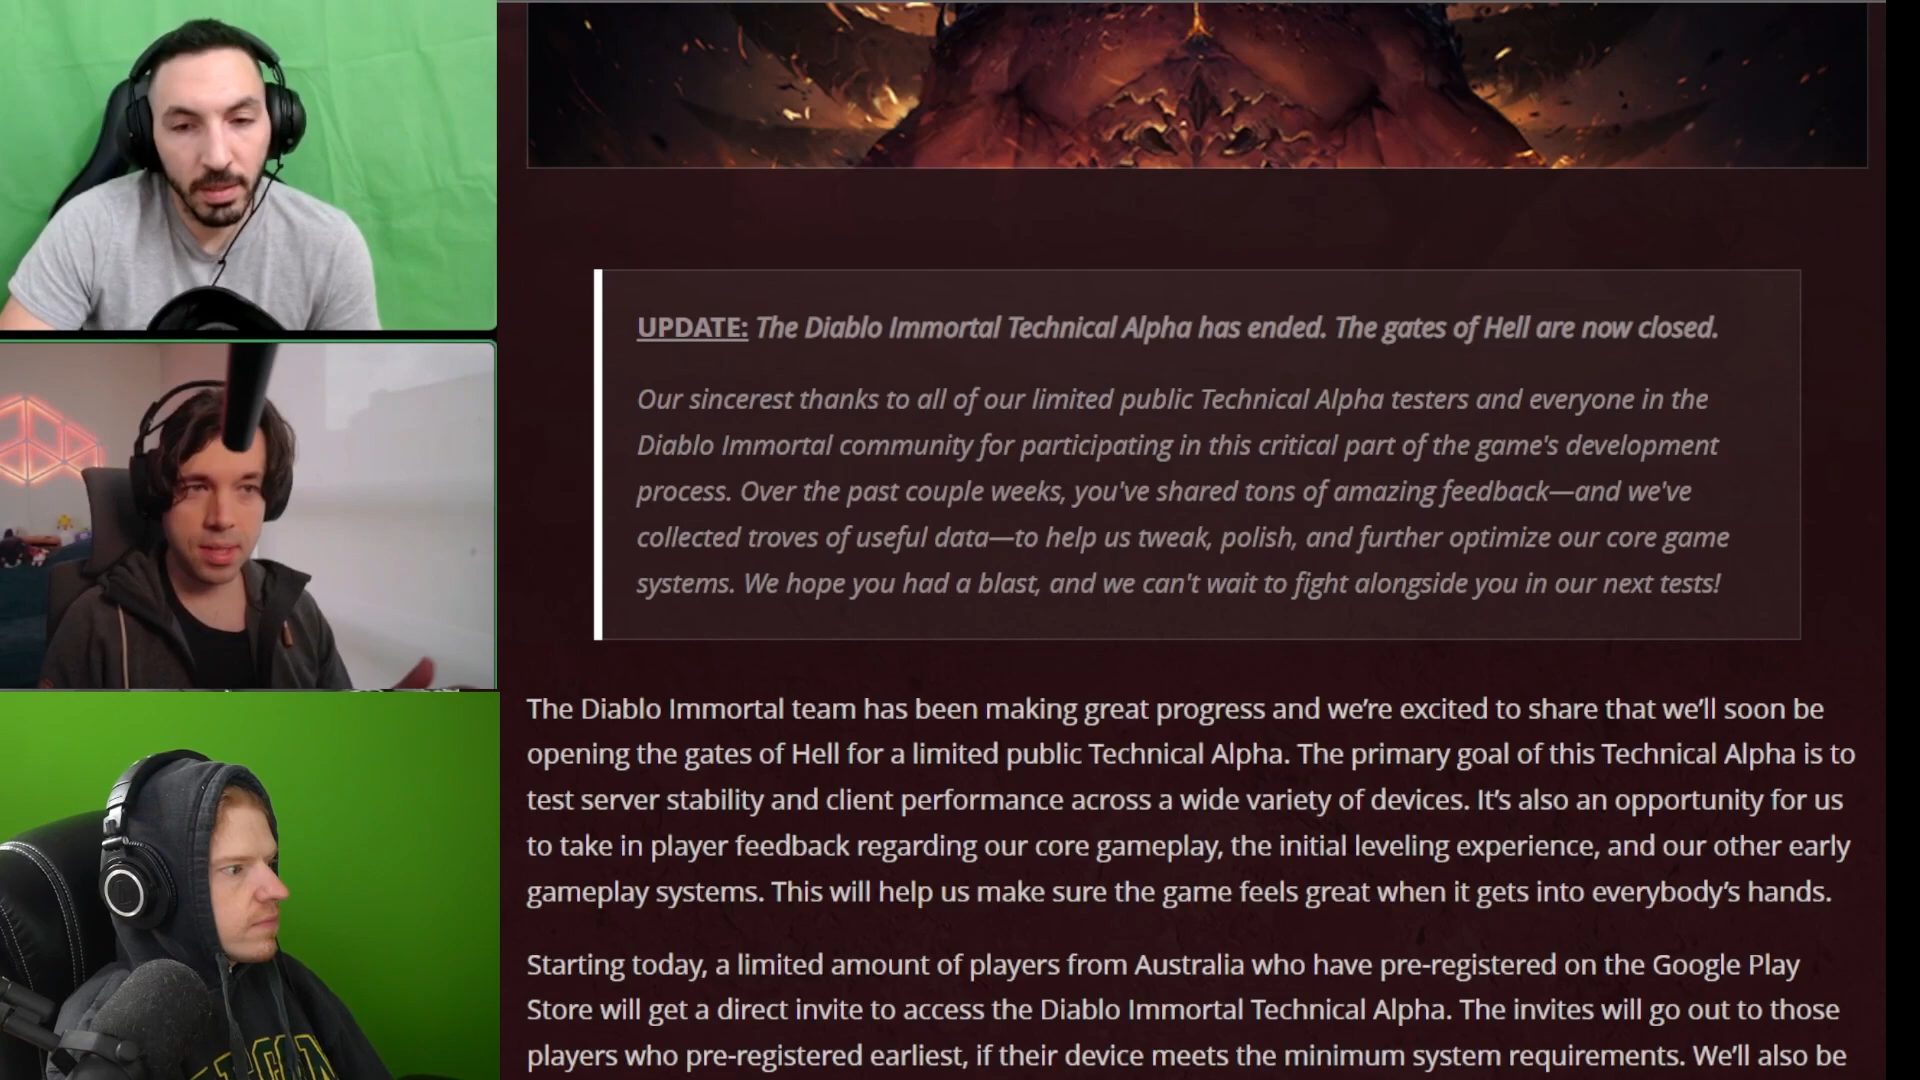 UPDATE: The Diablo Immortal Technical Alpha has ended. The gates of Hell are now closed.
Our sincerest thanks to all of our limited public Technical Alpha testers and everyone in the
Diablo Immortal community for participating in this critical part of the game's development
process. Over the past couple weeks, you've shared tons of amazing feedback—and we've
collected troves of useful data—to help us tweak, polish, and further optimize our core game
systems. We hope you had a blast, and we can't wait to fight alongside you in our next tests!
The Diablo Immortal team has been making great progress and we’re excited to share that we’ll soon be
opening the gates of Hell for a limited public Technical Alpha. The primary goal of this Technical Alpha is to
test server stability and client performance across a wide variety of devices. It’s also an opportunity for us
to take in player feedback regarding our core gameplay, the initial leveling experience, and our other early
gameplay systems. This will help us make sure the game feels great when it gets into everybody’s hands.
Starting today, a limited amount of players from Australia who have pre-registered on the Google Play
Store will get a direct invite to access the Diablo Immortal Technical Alpha. The invites will go out to those
players who pre-registered earliest, if their device meets the minimum system requirements. We’ll also be